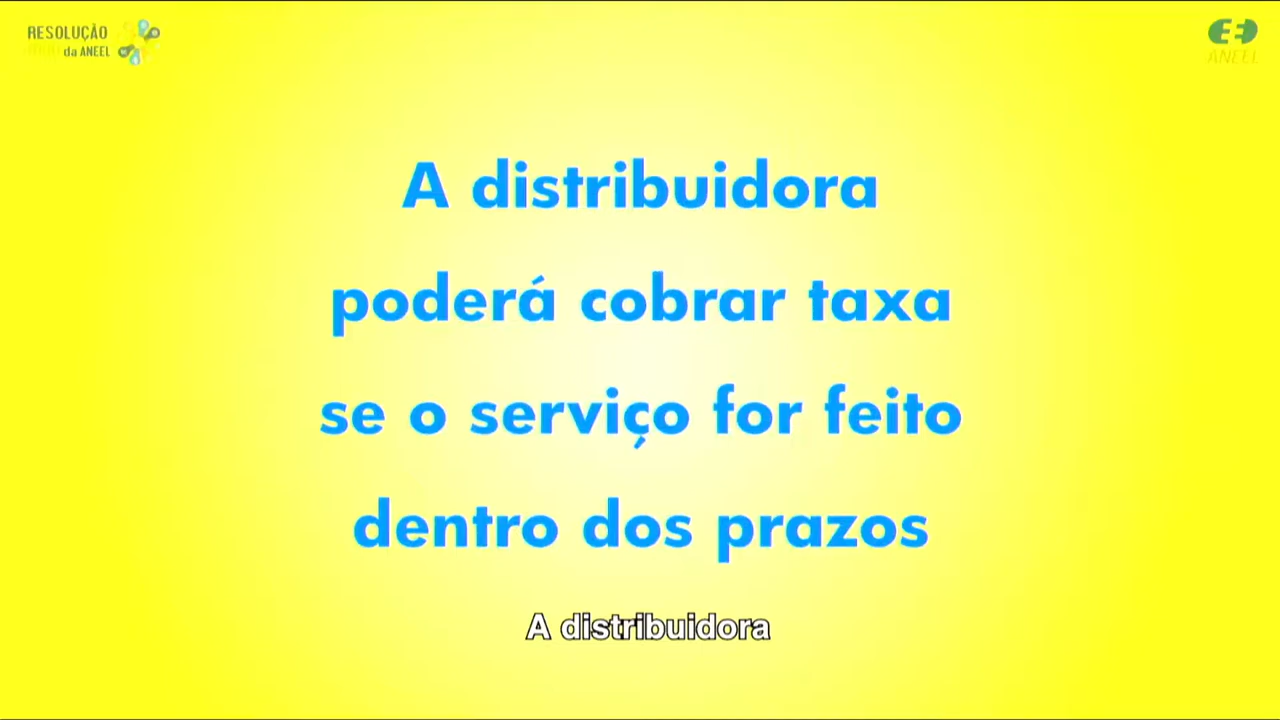 RESOLUÇÃO
da ANEEL
ANEEL
A distribuidora
poderá cobrar taxa
se o serviço for feito
dentro dos prazos
A distribuidora